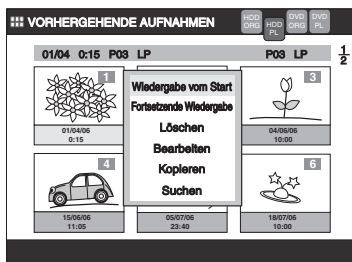 VORHERGEHENDE AUFNAHMEN
HDD ORG
HDD PL
DVD ORG
DVD PL
01/04 0:15 P03 LP P03 LP
1/2
1
3
Wiedergabe vom Start
Fortsetzende Wiedergabe
Löschen
Bearbeiten
Kopieren
Suchen
01/04/06
0:15
04/06/06
10:00
4
6
15/06/06
11:05
05/07/06
23:40
18/07/06
10:00